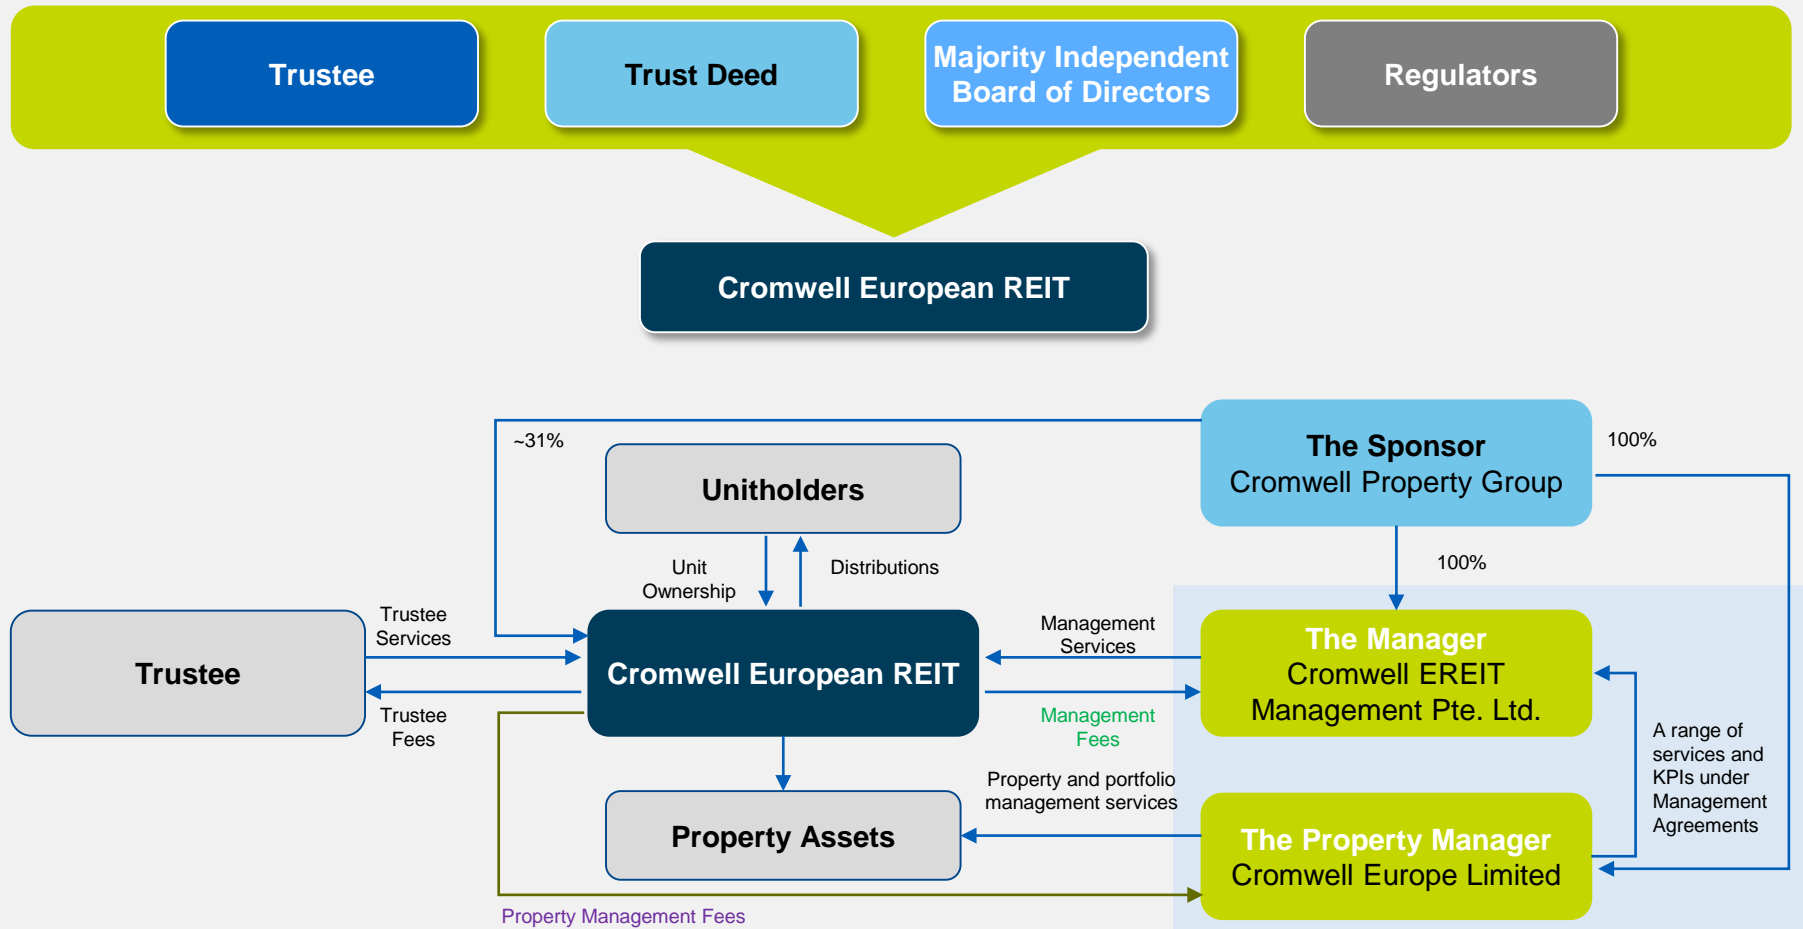 Trustee
Trust Deed
Majority Independent
Board of Directors
Regulators
Cromwell European REIT
~31%
The Sponsor
Cromwell Property Group
100%
Unitholders
Unit
Ownership
Distributions
100%
Trustee
Trustee
Services
Cromwell European REIT
Management
Services
The Manager
Cromwell EREIT
Management Pte. Ltd.
Trustee
Fees
Management
Fees
A range of
services and
KPIs under
Management
Agreements
Property and portfolio
management services
Property Assets
The Property Manager
Cromwell Europe Limited
Property Management Fees